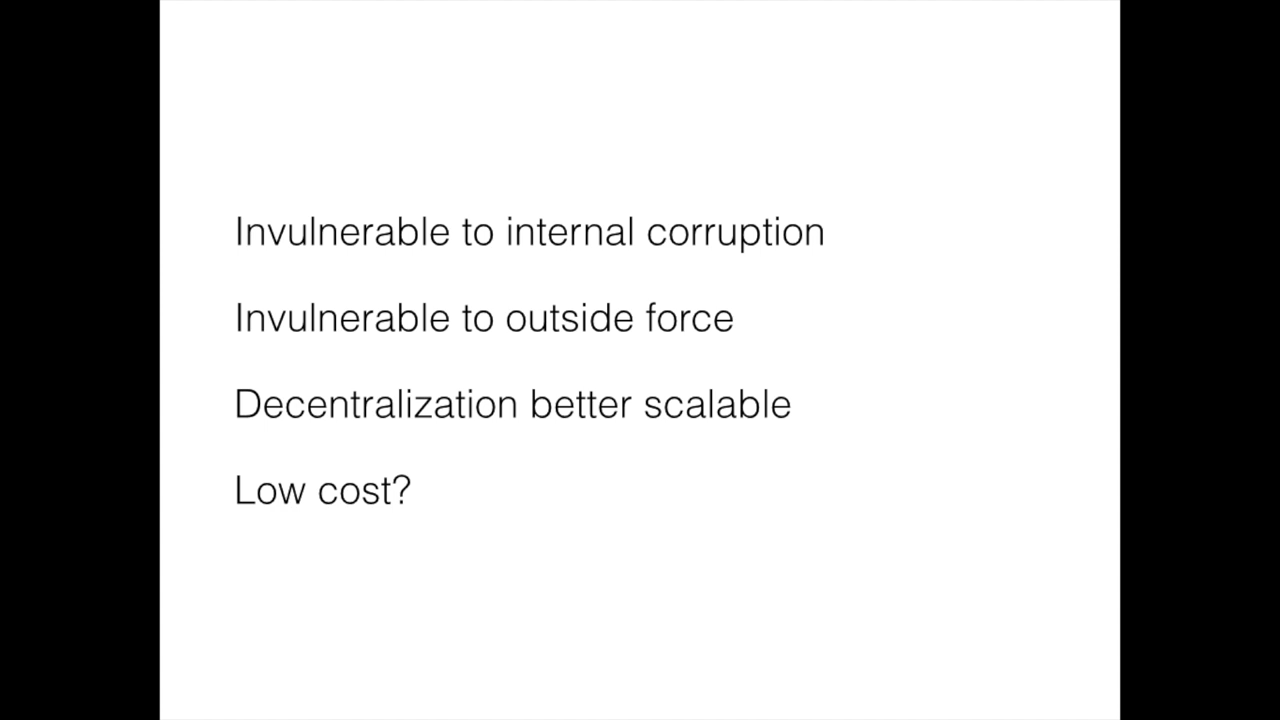 Invulnerable to internal corruption
Invulnerable to outside force
Decentralization better scalable
Low cost?